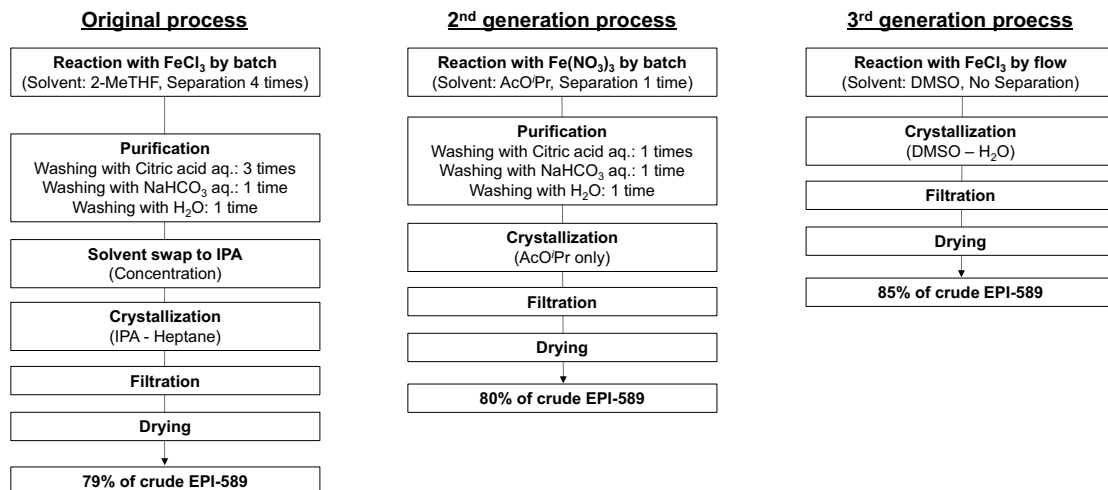 Original process
Reaction with FeCl₃ by batch
(Solvent: 2-MeTHF, Separation 4 times)
Purification
Washing with Citric acid aq.: 3 times
Washing with NaHCO₃ aq.: 1 time
Washing with H₂O: 1 time
Solvent swap to IPA
(Concentration)
Crystallization
(IPA - Heptane)
Filtration
Drying
79% of crude EPI-589
2ⁿᵈ generation process
Reaction with Fe(NO₃)₃ by batch
(Solvent: AcOⁱPr, Separation 1 time)
Purification
Washing with Citric acid aq.: 1 times
Washing with NaHCO₃ aq.: 1 time
Washing with H₂O: 1 time
Crystallization
(AcOⁱPr only)
Filtration
Drying
80% of crude EPI-589
3ʳᵈ generation proecss
Reaction with FeCl₃ by flow
(Solvent: DMSO, No Separation)
Crystallization
(DMSO – H₂O)
Filtration
Drying
85% of crude EPI-589